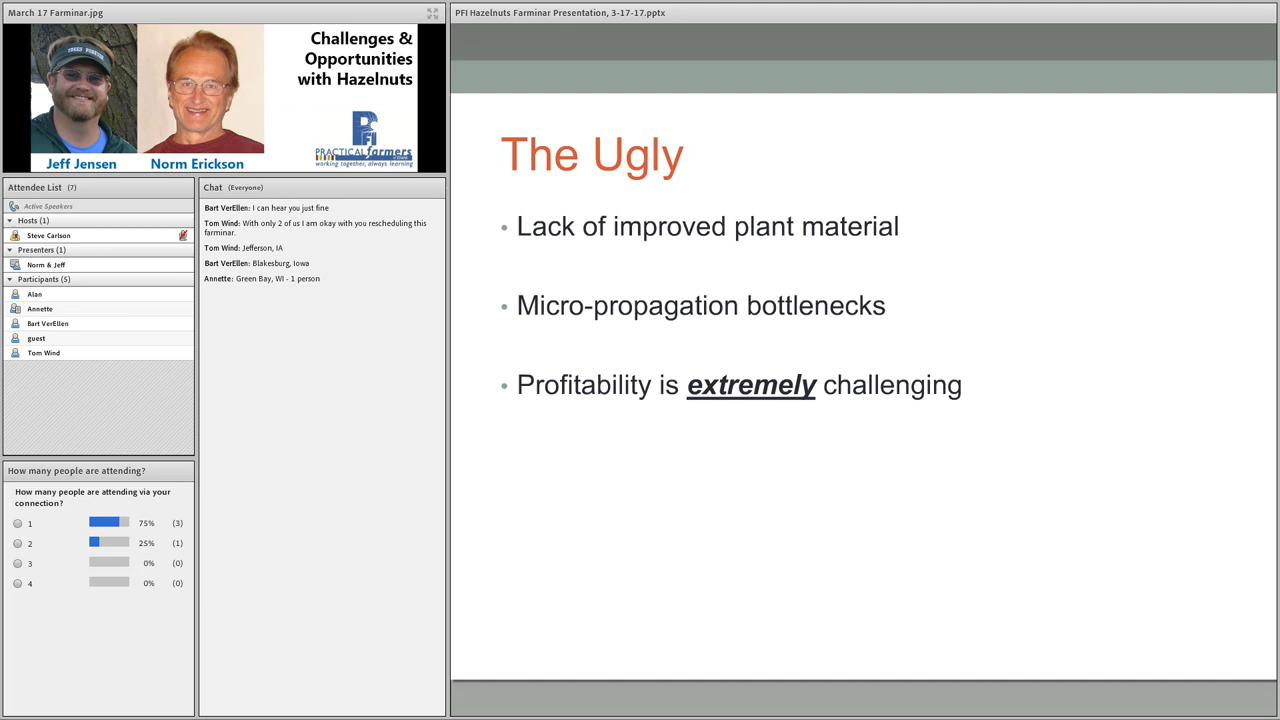 March 17 Farminar.jpg
Challenges &
Opportunities
with Hazelnuts
PFI
PRACTICAL farmers
working together, always learning
Jeff Jensen
Norm Erickson
Attendee List (7)
Active Speakers
Hosts (1)
Steve Carlson
Presenters (1)
Norm & Jeff
Participants (5)
Alan
Annette
Bart VerEllen
guest
Tom Wind
Chat (Everyone)
Bart VerEllen: I can hear you just fine
Tom Wind: With only 2 of us I am okay with you rescheduling this
farminar.
Tom Wind: Jefferson, IA
Bart VerEllen: Blakesburg, Iowa
Annette: Green Bay, WI - 1 person
How many people are attending?
How many people are attending via your
connection?
1 75% (3)
2 25% (1)
3 0% (0)
4 0% (0)
PFI Hazelnuts Farminar Presentation, 3-17-17.pptx
The Ugly
• Lack of improved plant material
• Micro-propagation bottlenecks
• Profitability is extremely challenging